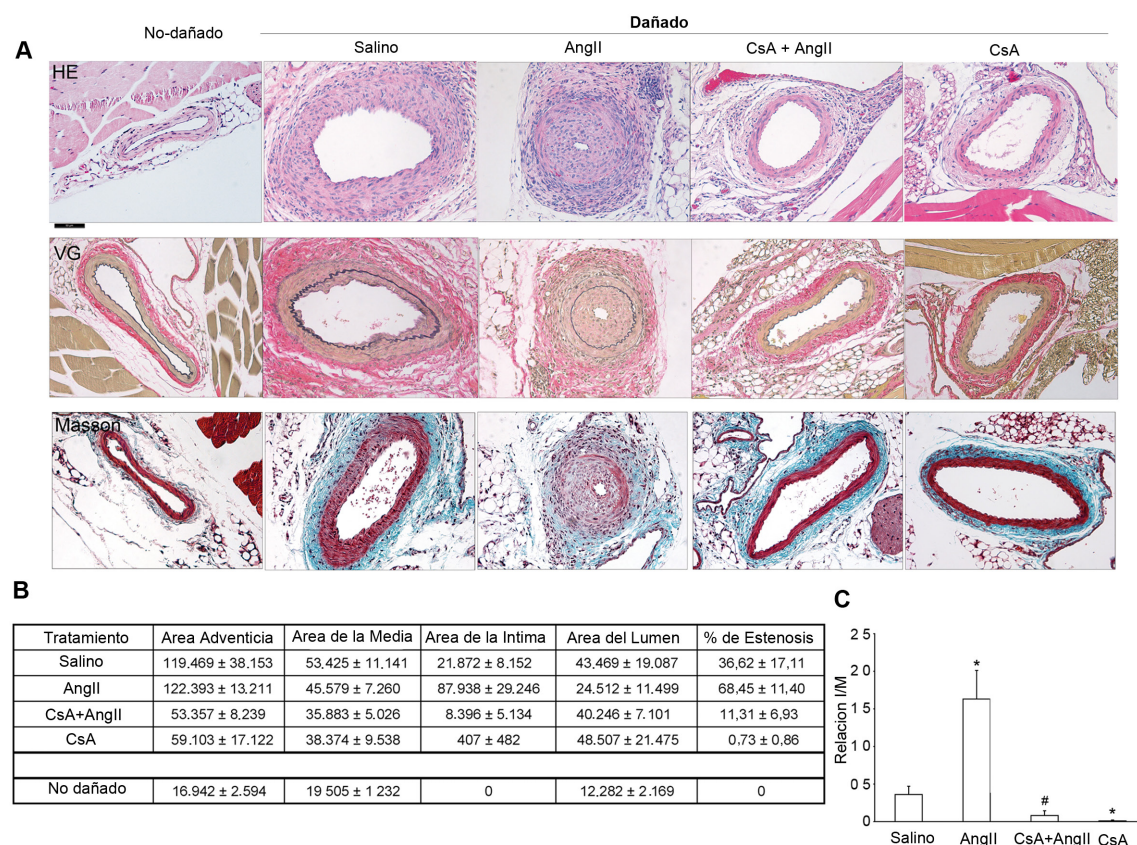 Dañado
No-dañado
A
Salino
AngII
CsA + AngII
CsA
HE
VG
Masson
B
Tratamiento Area Adventicia Area de la Media Area de la Intima Area del Lumen % de Estenosis
Salino 119.469 ± 38.153 53.425 ± 11.141 21.872 ± 8.152 43.469 ± 19.087 36,62 ± 17,11
AngII 122.393 ± 13.211 45.579 ± 7.260 87.938 ± 29.246 24.512 ± 11.499 68,45 ± 11,40
CsA+AngII 53.357 ± 8.239 35.883 ± 5.026 8.396 ± 5.134 40.246 ± 7.101 11,31 ± 6,93
CsA 59.103 ± 17.122 38.374 ± 9.538 407 ± 482 48.507 ± 21.475 0,73 ± 0,86
No dañado 16.942 ± 2.594 19 505 ± 1 232 0 12.282 ± 2.169 0
C
Relacion I/M
2 5
2 0
1 5
1 0
0 5
0
*
#
*
Salino
AngII
CsA+AngII
CsA